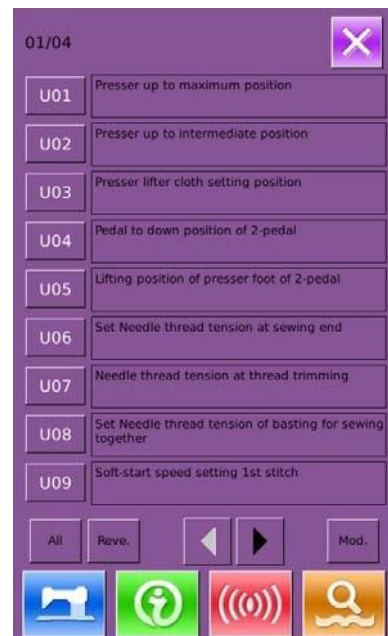 01/04
U01 Presser up to maximum position
U02 Presser up to intermediate position
U03 Presser lifter cloth setting position
U04 Pedal to down position of 2-pedal
U05 Lifting position of presser foot of 2-pedal
U06 Set Needle thread tension at sewing end
U07 Needle thread tension at thread trimming
U08 Set Needle thread tension of basting for sewing
together
U09 Soft-start speed setting 1st stitch
All Reve. Mod.